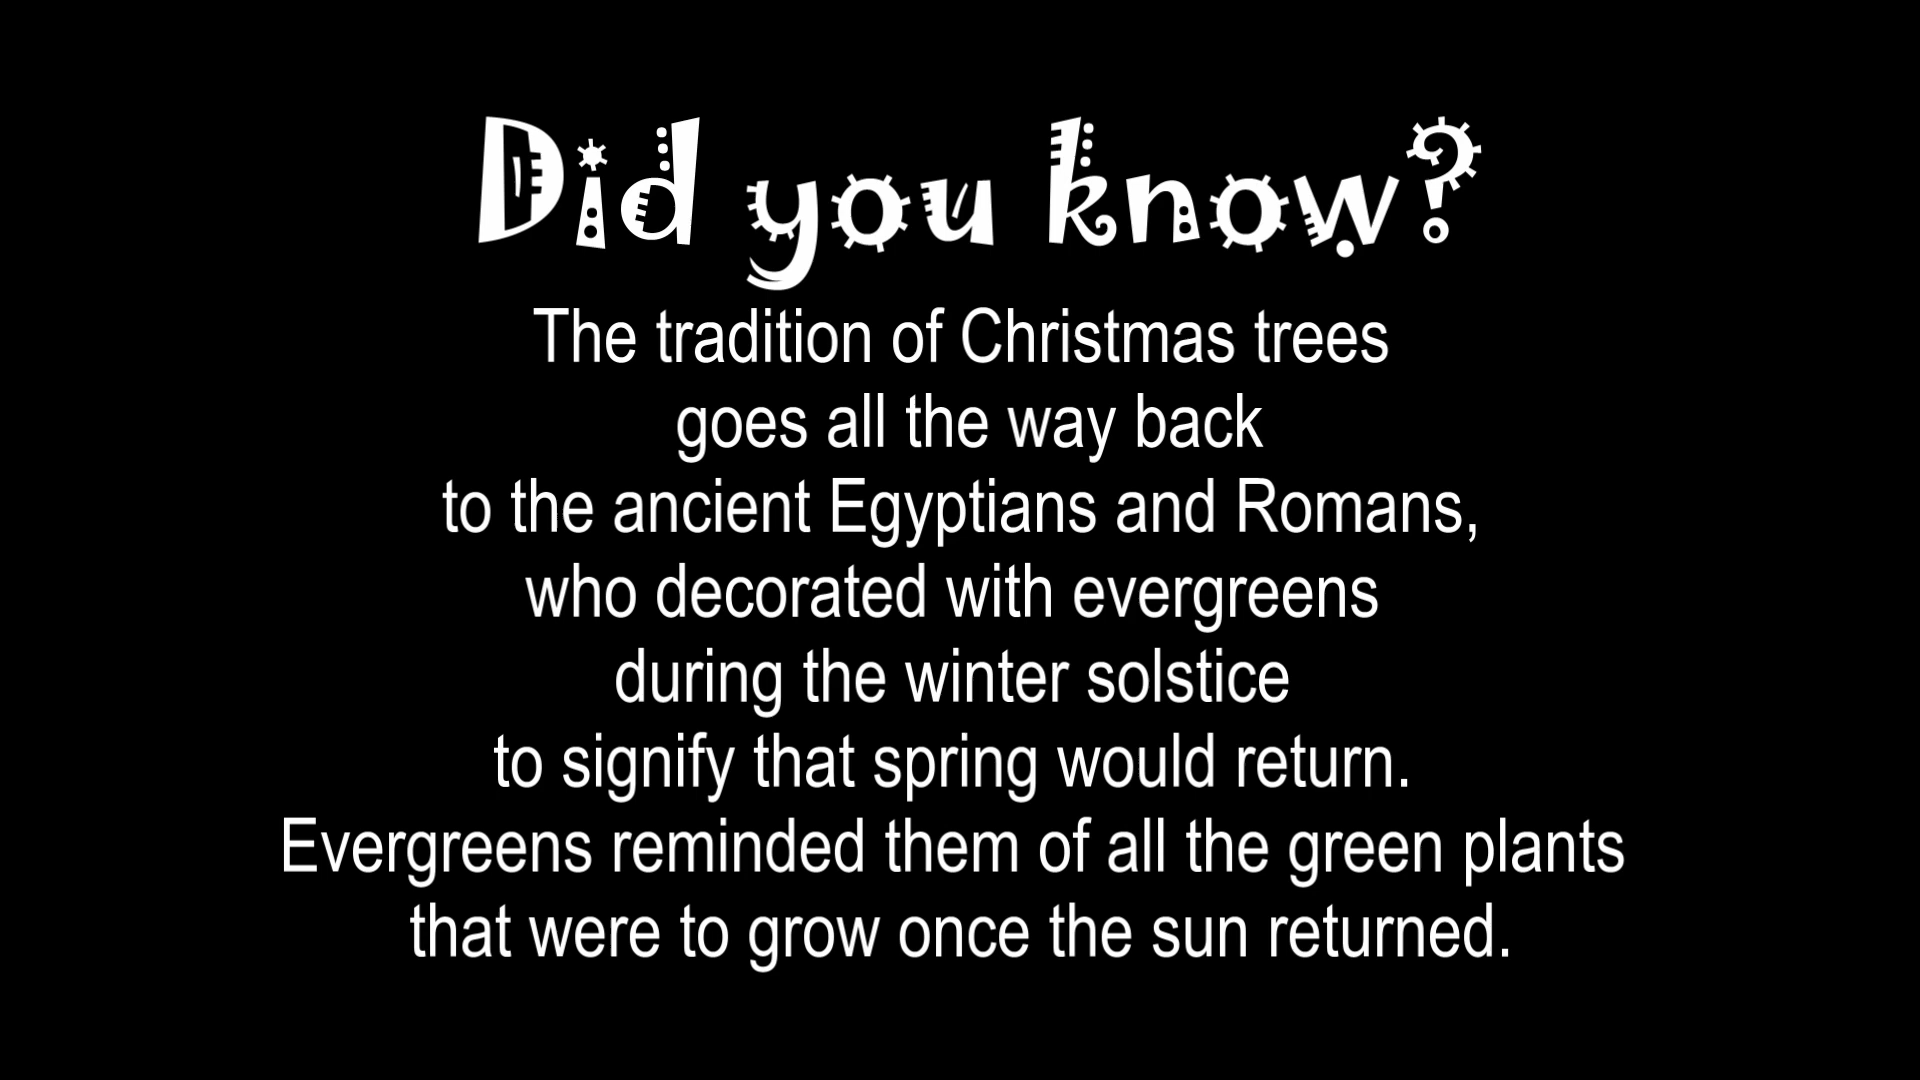 Did you know?
The tradition of Christmas trees
goes all the way back
to the ancient Egyptians and Romans,
who decorated with evergreens
during the winter solstice
to signify that spring would return.
Evergreens reminded them of all the green plants
that were to grow once the sun returned.